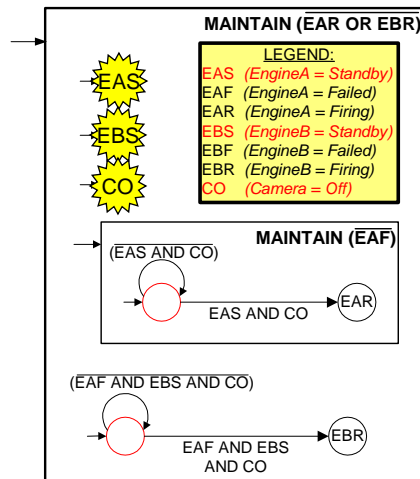 MAINTAIN (EAR OR EBR)
LEGEND:
EAS (EngineA = Standby)
EAF (EngineA = Failed)
EAR (EngineA = Firing)
EBS (EngineB = Standby)
EBF (EngineB = Failed)
EBR (EngineB = Firing)
CO (Camera = Off)
EAS
EBS
CO
MAINTAIN (EAF)
(EAS AND CO)
EAR
EAS AND CO
(EAF AND EBS AND CO)
EBR
EAF AND EBS
AND CO